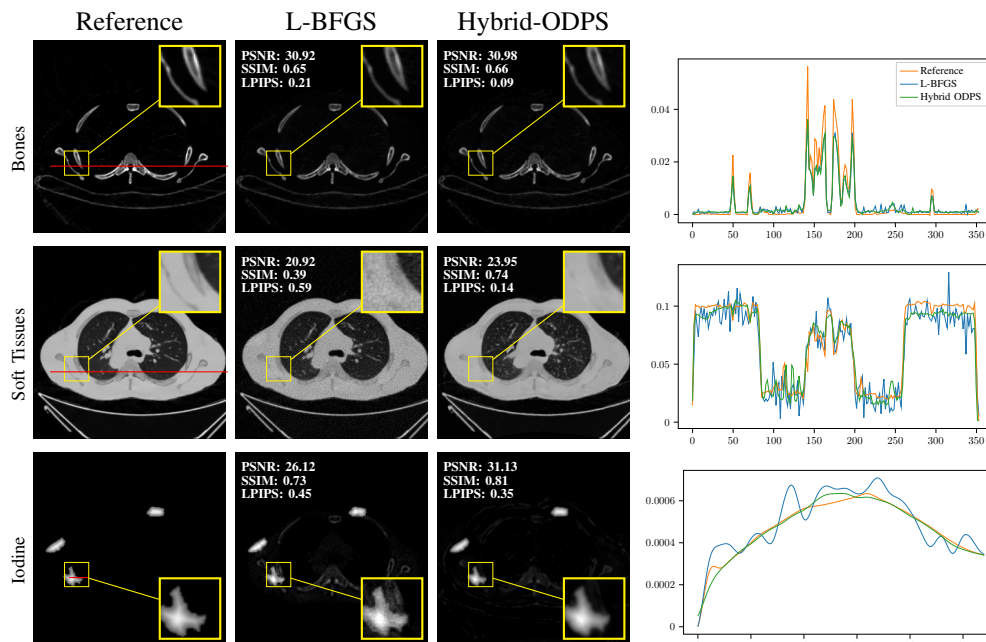 Reference
L-BFGS
Hybrid-ODPS
Bones
PSNR: 30.92
SSIM: 0.65
LPIPS: 0.21
PSNR: 30.98
SSIM: 0.66
LPIPS: 0.09
Reference
L-BFGS
Hybrid ODPS
0.04
0.02
0
0 50 100 150 200 250 300 350
Soft Tissues
PSNR: 20.92
SSIM: 0.39
LPIPS: 0.59
PSNR: 23.95
SSIM: 0.74
LPIPS: 0.14
0.1
0.05
0
0 50 100 150 200 250 300 350
Iodine
PSNR: 26.12
SSIM: 0.73
LPIPS: 0.45
PSNR: 31.13
SSIM: 0.81
LPIPS: 0.35
0.0006
0.0004
0.0002
0